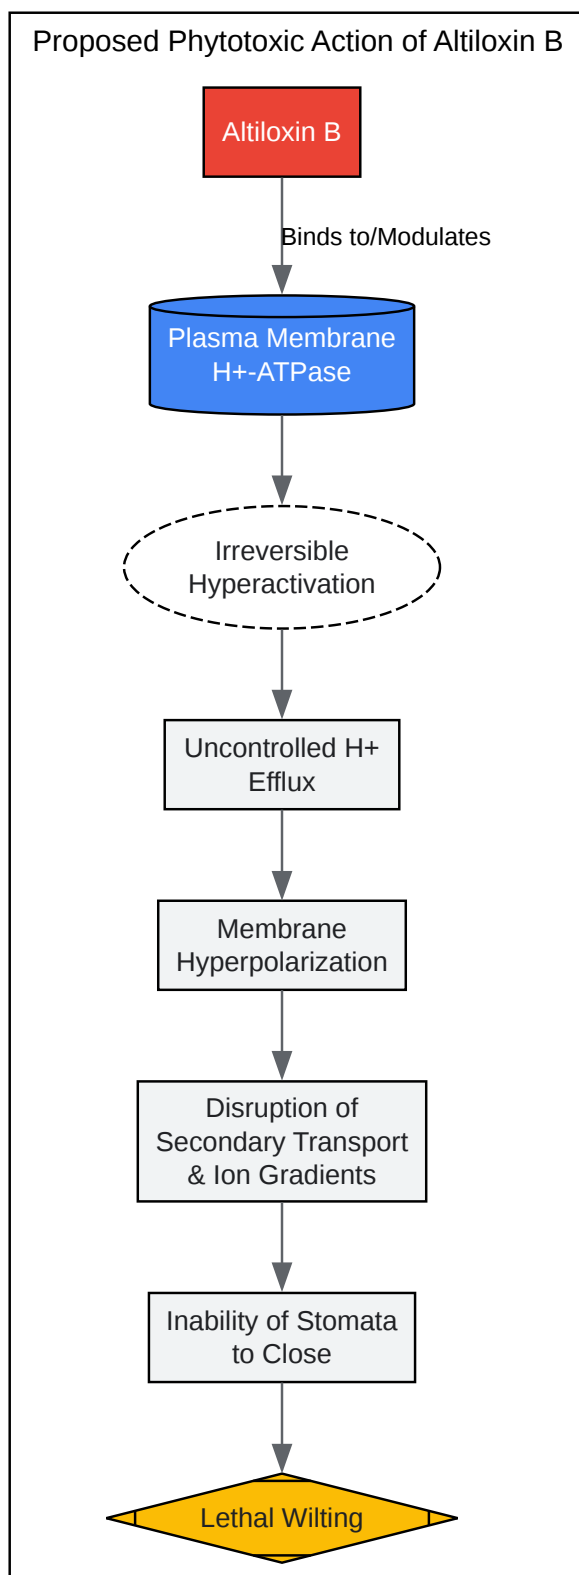 Proposed Phytotoxic Action of Altiloxin B
Altiloxin B
Binds to/Modulates
Plasma Membrane
H+-ATPase
Irreversible
Hyperactivation
Uncontrolled H+
Efflux
Membrane
Hyperpolarization
Disruption of
Secondary Transport
& Ion Gradients
Inability of Stomata
to Close
Lethal Wilting